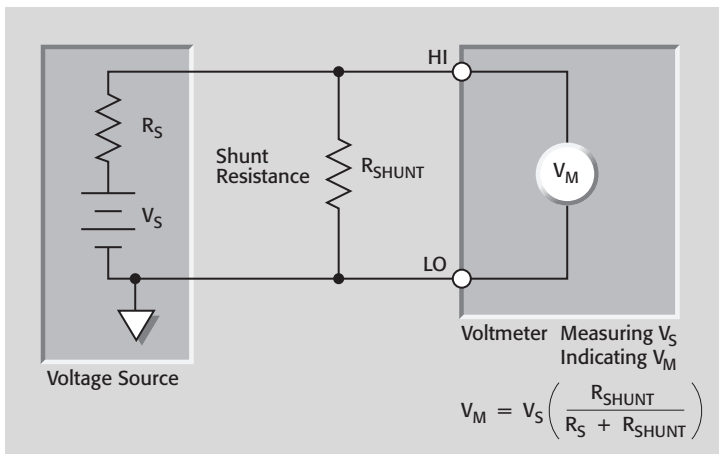 HI
R_S
Shunt
Resistance
R_SHUNT
V_M
V_S
LO
Voltage Source
Voltmeter Measuring V_S
Indicating V_M
V_M = V_S ( R_SHUNT / (R_S + R_SHUNT) )